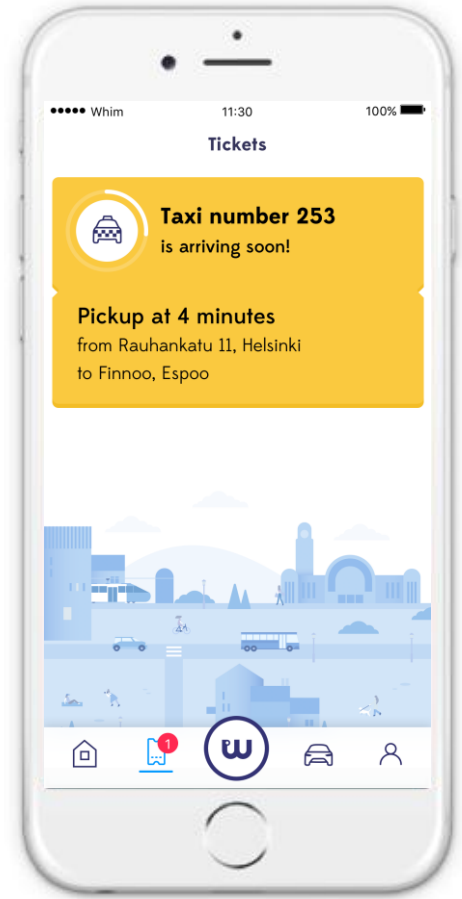 Whim 11:30 100%
Tickets
Taxi number 253
is arriving soon!
Pickup at 4 minutes
from Rauhankatu 11, Helsinki
to Finnoo, Espoo
1
w